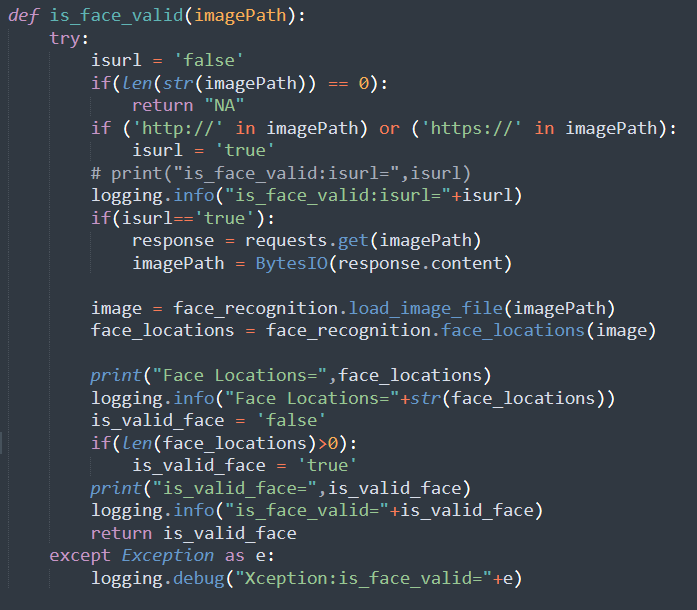 def is_face_valid(imagePath):
    try:
        isurl = 'false'
        if(len(str(imagePath)) == 0):
            return "NA"
        if ('http://' in imagePath) or ('https://' in imagePath):
            isurl = 'true'
        # print("is_face_valid:isurl=",isurl)
        logging.info("is_face_valid:isurl="+isurl)
        if(isurl=='true'):
            response = requests.get(imagePath)
            imagePath = BytesIO(response.content)

        image = face_recognition.load_image_file(imagePath)
        face_locations = face_recognition.face_locations(image)

        print("Face Locations=",face_locations)
        logging.info("Face Locations="+str(face_locations))
        is_valid_face = 'false'
        if(len(face_locations)>0):
            is_valid_face = 'true'
        print("is_valid_face=",is_valid_face)
        logging.info("is_face_valid="+is_valid_face)
        return is_valid_face
    except Exception as e:
        logging.debug("Xception:is_face_valid="+e)